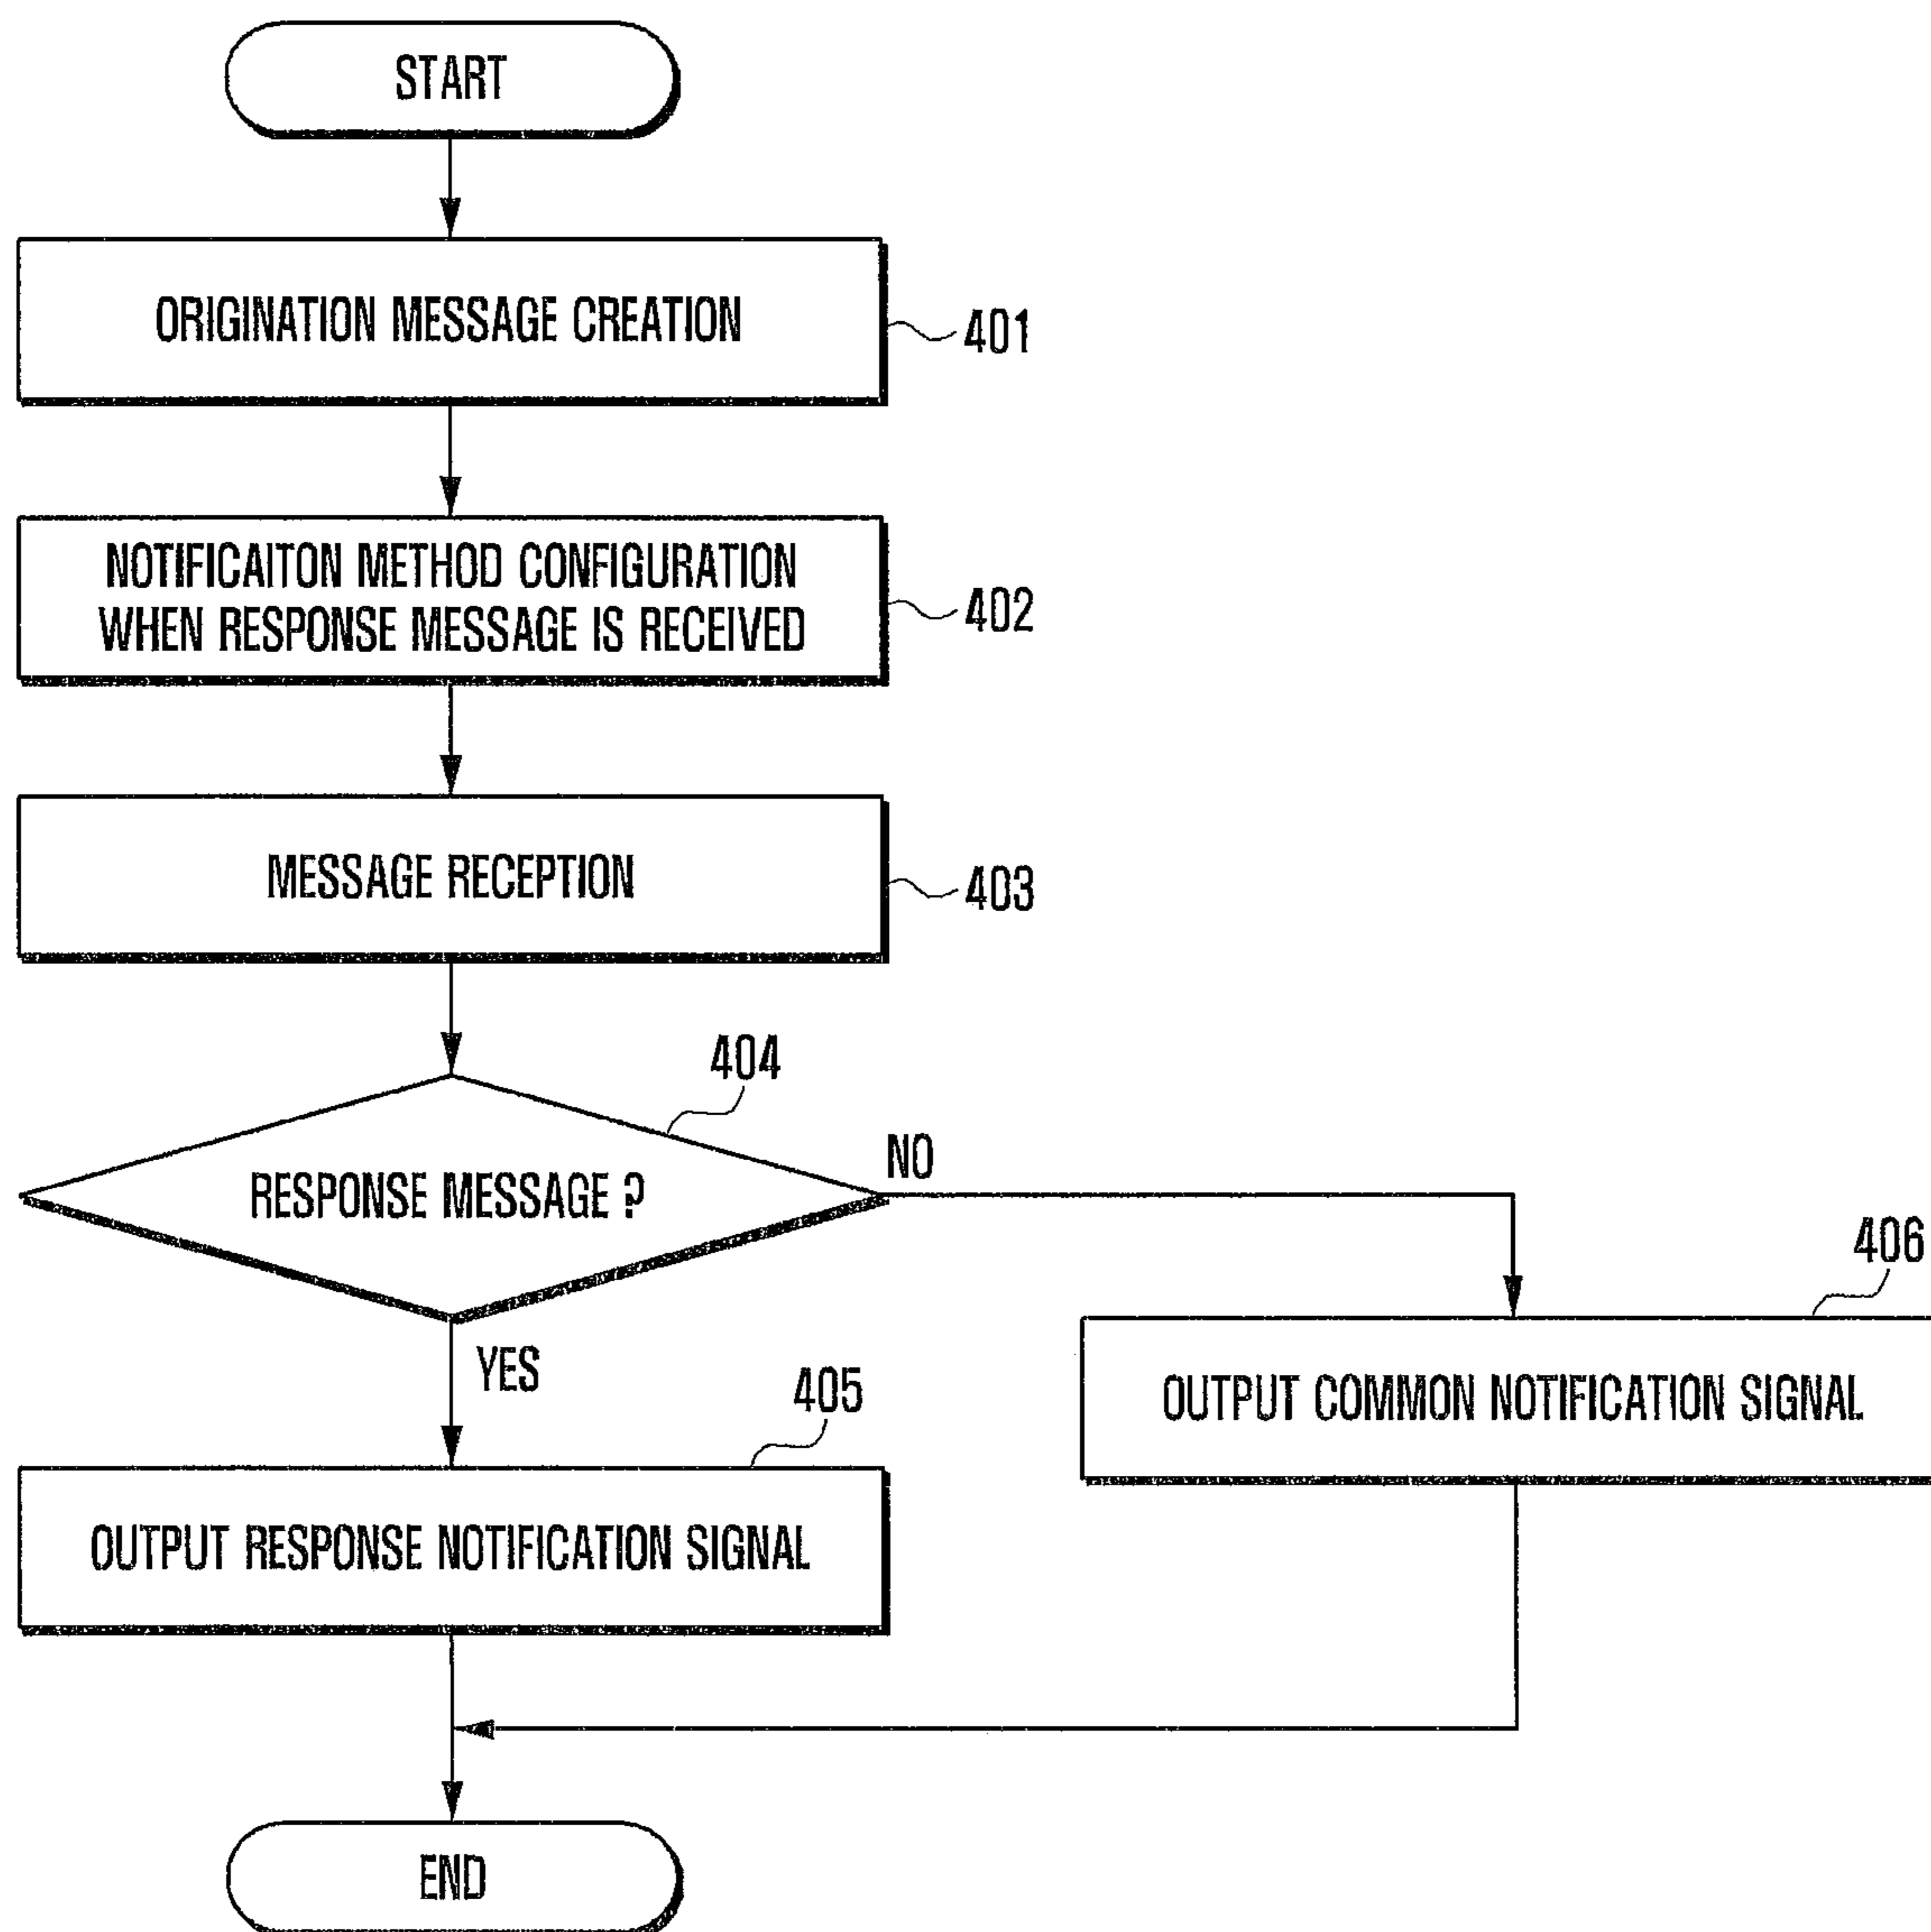 START
ORIGINATION MESSAGE CREATION
401
NOTIFICAITON METHOD CONFIGURATION
WHEN RESPONSE MESSAGE IS RECEIVED
402
MESSAGE RECEPTION
403
404
RESPONSE MESSAGE ?
NO
YES
406
OUTPUT COMMON NOTIFICATION SIGNAL
405
OUTPUT RESPONSE NOTIFICATION SIGNAL
END